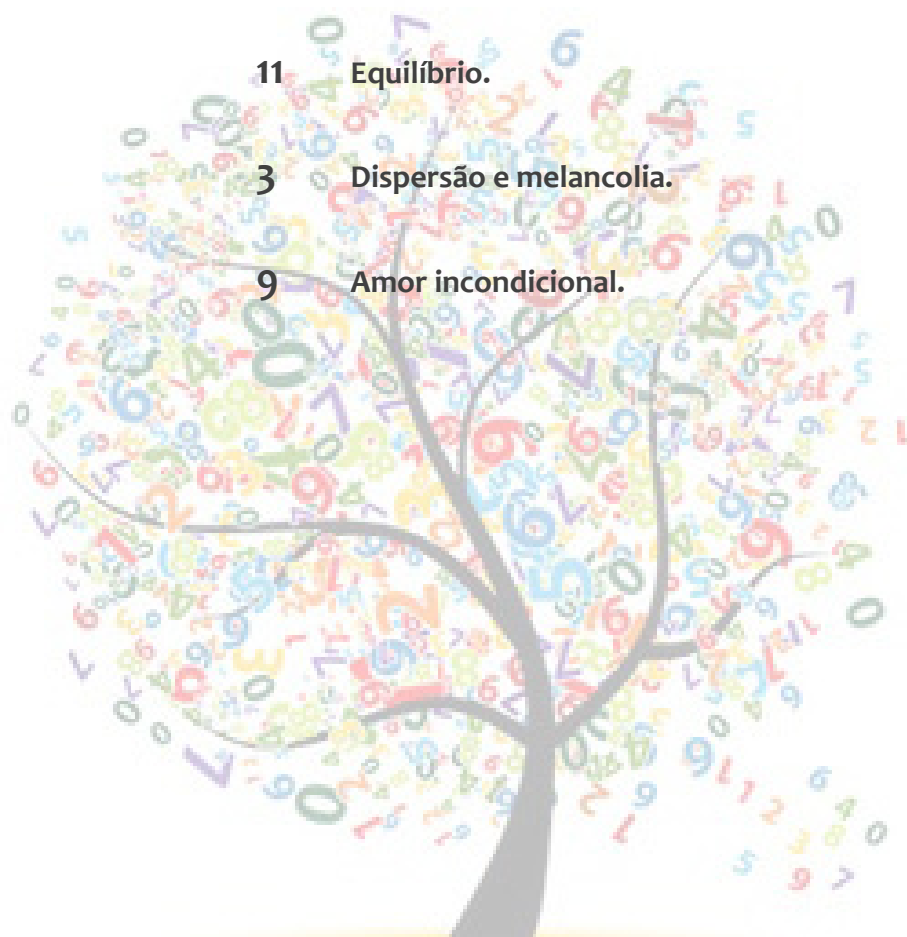 11 Equilíbrio.
3 Dispersão e melancolia.
9 Amor incondicional.